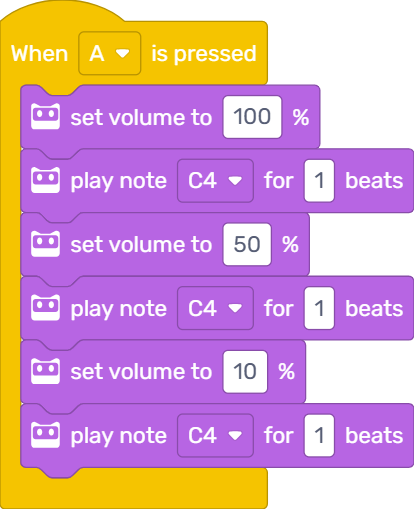 When A is pressed
set volume to 100 %
play note C4 for 1 beats
set volume to 50 %
play note C4 for 1 beats
set volume to 10 %
play note C4 for 1 beats